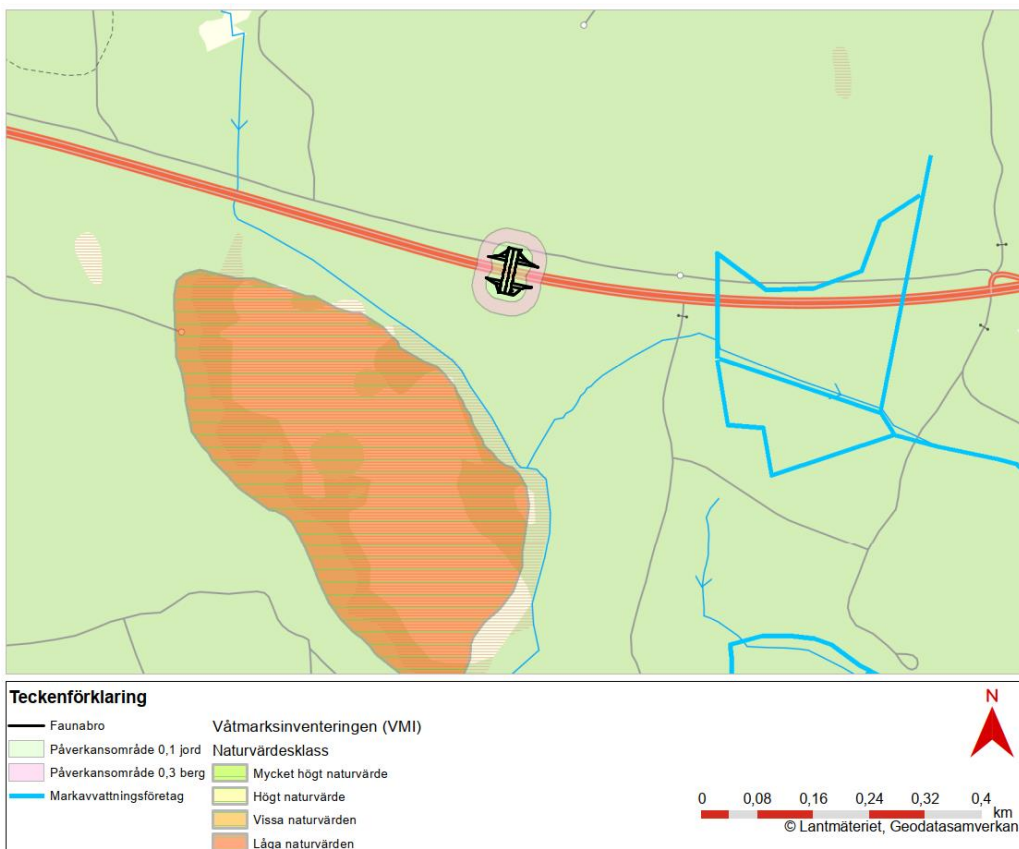 Teckenförklaring
Faunabro
Påverkansområde 0,1 jord
Påverkansområde 0,3 berg
Markavvattningsföretag
Våtmarksinventeringen (VMI)
Naturvärdesklass
Mycket högt naturvärde
Högt naturvärde
Vissa naturvärden
Låga naturvärden
N
0 0,08 0,16 0,24 0,32 0,4
km
© Lantmäteriet, Geodatasamverkan